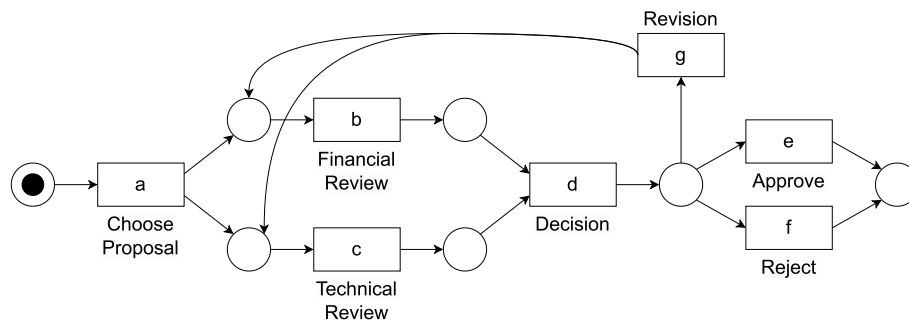 Revision
g
b
Financial
Review
e
Approve
a
Choose
Proposal
d
Decision
f
Reject
c
Technical
Review